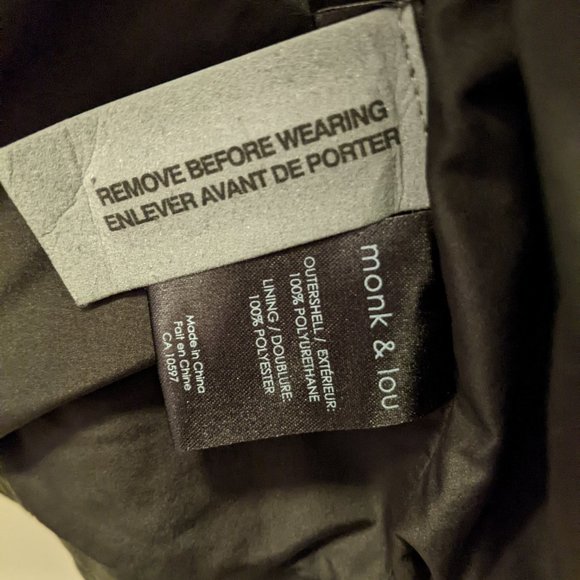 REMOVE BEFORE WEARING
ENLEVER AVANT DE PORTER
monk & lou
OUTERSHELL / EXTÉRIEUR:
100% POLYURETHANE
LINING / DOUBLURE:
100% POLYESTER
Made in China
Fait en Chine
CA 10597